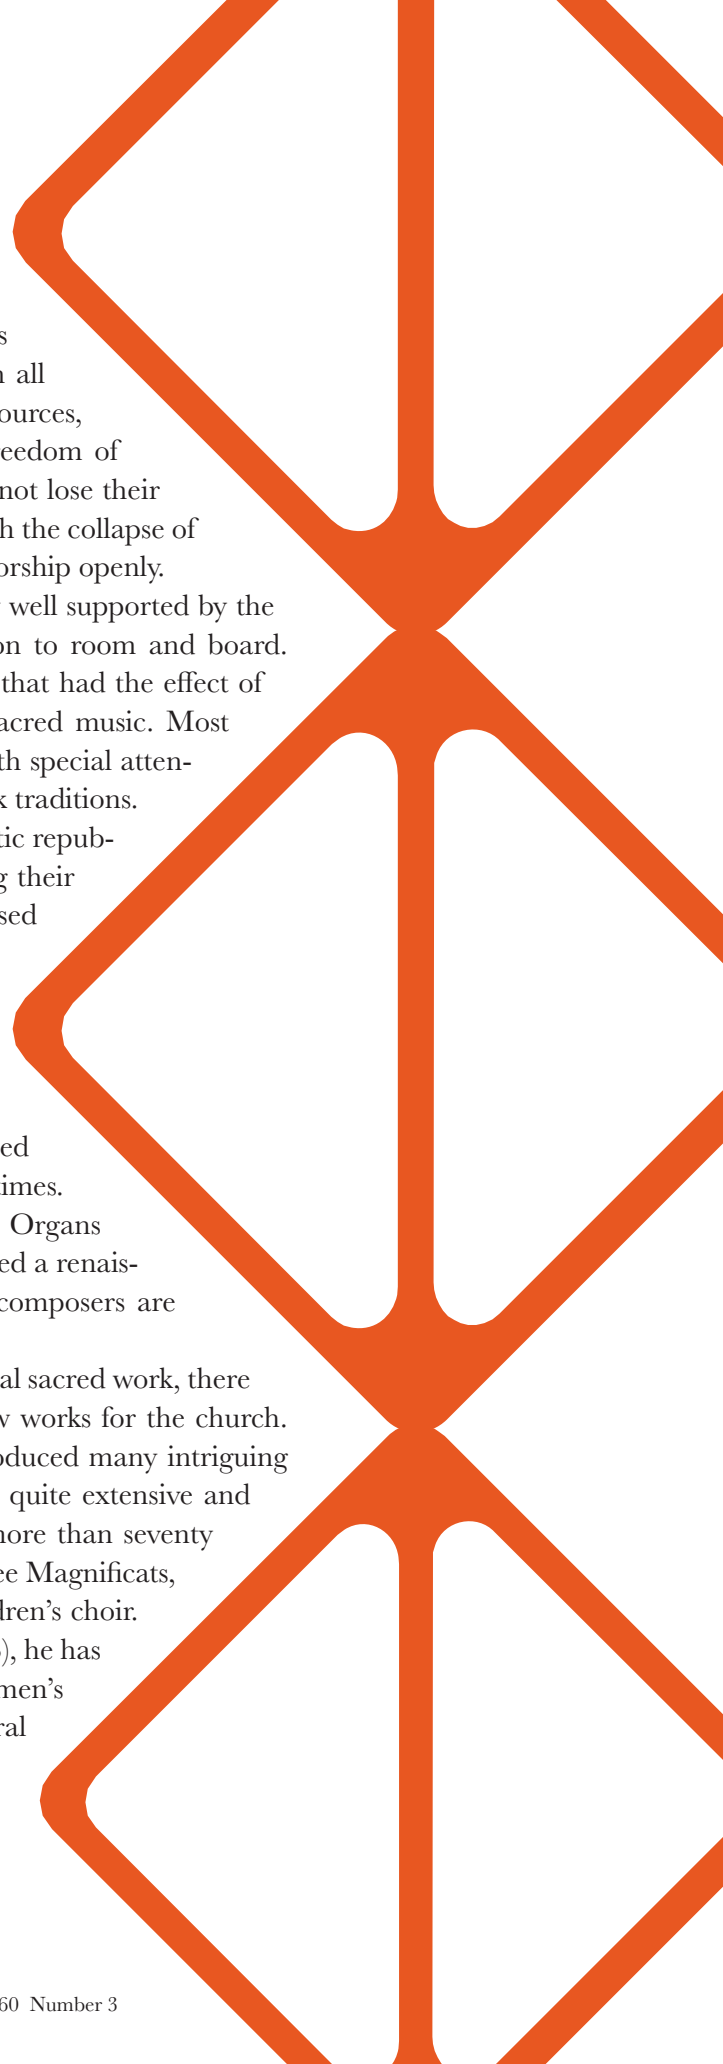 s
n all
ources,
eedom of
not lose their
h the collapse of
orship openly.
well supported by the
on to room and board.
that had the effect of
acred music. Most
th special atten-
k traditions.
tic repub-
g their
sed
ed
times.
Organs
ed a renais-
composers are
al sacred work, there
w works for the church.
oduced many intriguing
quite extensive and
more than seventy
ee Magnificats,
dren's choir.
), he has
men's
ral
60 Number 3